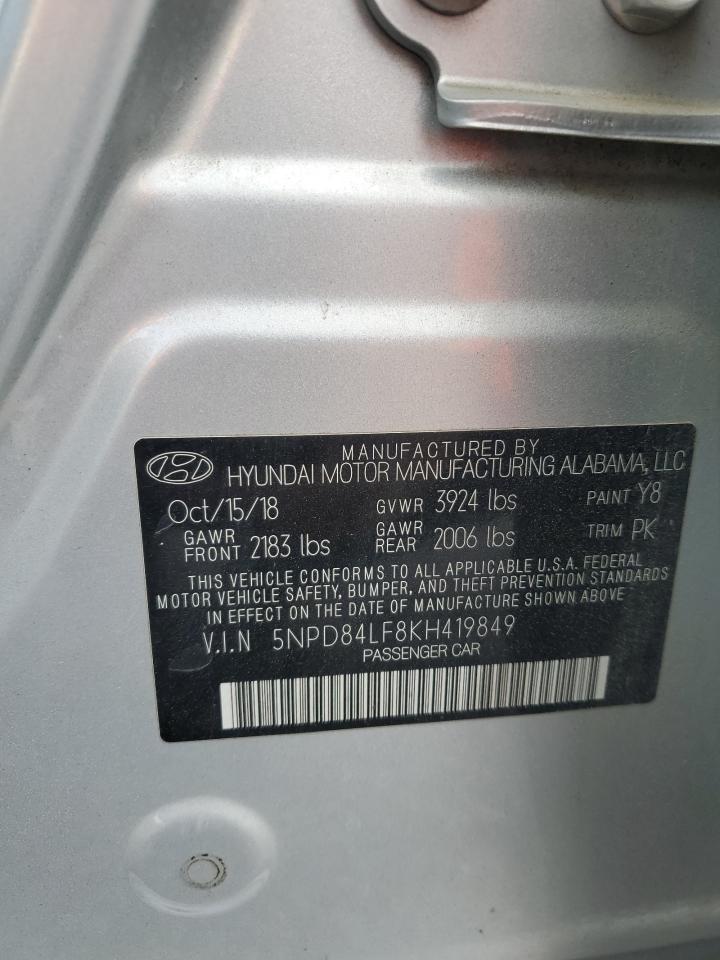 MANUFACTURED BY
HYUNDAI MOTOR MANUFACTURING ALABAMA, LLC
Oct/15/18 GVWR 3924 lbs PAINT Y8
GAWR FRONT 2183 lbs GAWR REAR 2006 lbs TRIM PK
THIS VEHICLE CONFORMS TO ALL APPLICABLE U.S.A. FEDERAL
MOTOR VEHICLE SAFETY, BUMPER, AND THEFT PREVENTION STANDARDS
IN EFFECT ON THE DATE OF MANUFACTURE SHOWN ABOVE
V.I.N 5NPD84LF8KH419849
PASSENGER CAR